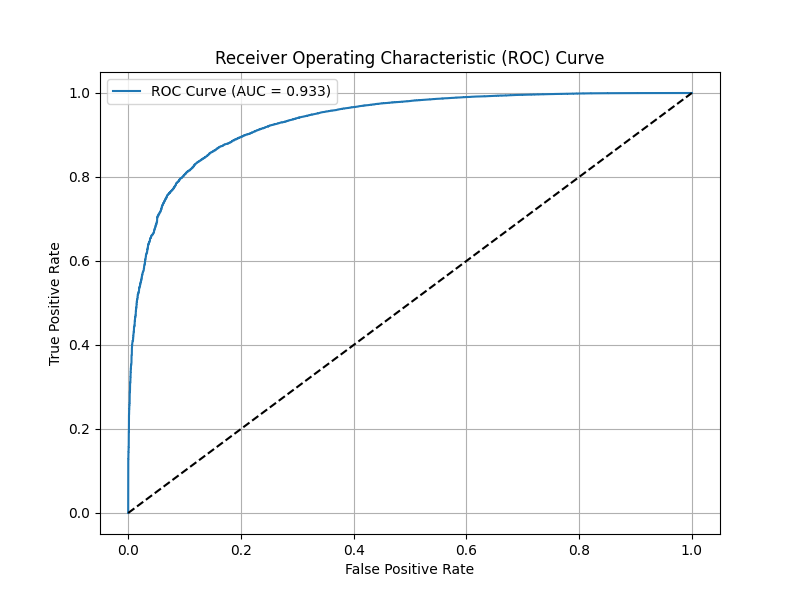 Receiver Operating Characteristic (ROC) Curve
ROC Curve (AUC = 0.933)
True Positive Rate
1.0
0.8
0.6
0.4
0.2
0.0
0.0 0.2 0.4 0.6 0.8 1.0
False Positive Rate